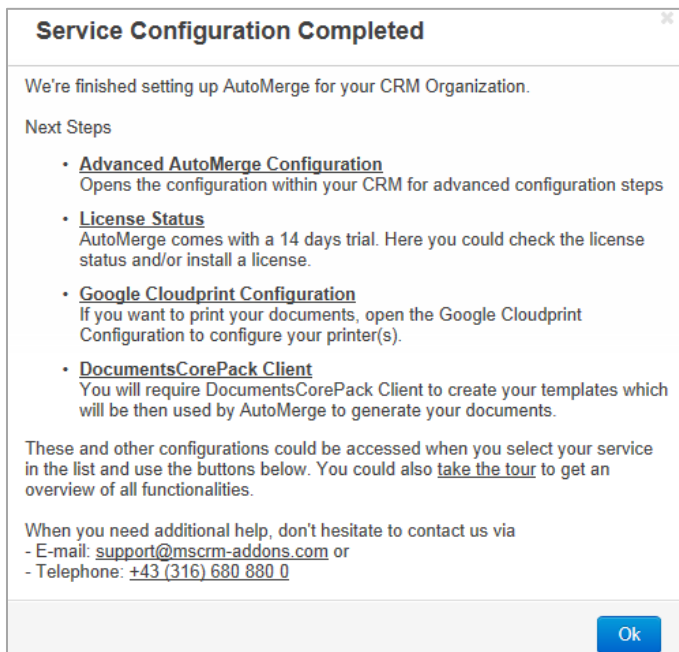 Service Configuration Completed
We're finished setting up AutoMerge for your CRM Organization.
Next Steps
• Advanced AutoMerge Configuration
Opens the configuration within your CRM for advanced configuration steps
• License Status
AutoMerge comes with a 14 days trial. Here you could check the license
status and/or install a license.
• Google Cloudprint Configuration
If you want to print your documents, open the Google Cloudprint
Configuration to configure your printer(s).
• DocumentsCorePack Client
You will require DocumentsCorePack Client to create your templates which
will be then used by AutoMerge to generate your documents.
These and other configurations could be accessed when you select your service
in the list and use the buttons below. You could also take the tour to get an
overview of all functionalities.
When you need additional help, don't hesitate to contact us via
- E-mail: support@mscrm-addons.com or
- Telephone: +43 (316) 680 880 0
Ok